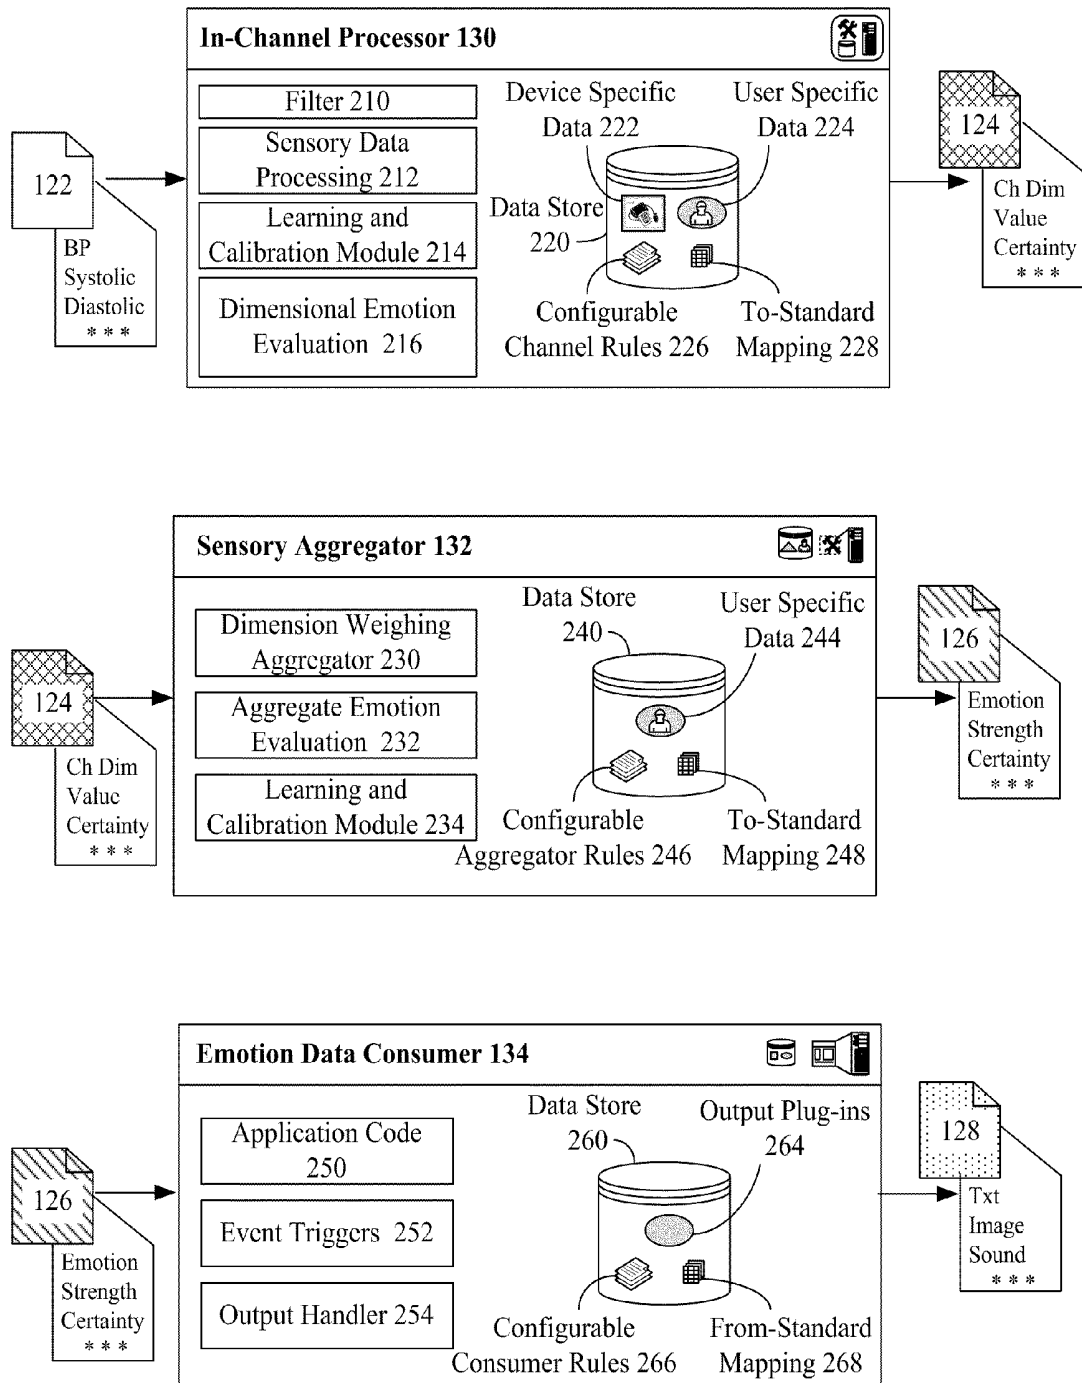 In-Channel Processor 130
Filter 210
Sensory Data
Processing 212
Learning and
Calibration Module 214
Dimensional Emotion
Evaluation 216
Device Specific
Data 222
User Specific
Data 224
Data Store
220
Configurable
Channel Rules 226
To-Standard
Mapping 228
122
BP
Systolic
Diastolic
* * *
124
Ch Dim
Value
Certainty
* * *
Sensory Aggregator 132
Dimension Weighing
Aggregator 230
Aggregate Emotion
Evaluation 232
Learning and
Calibration Module 234
Data Store
240
User Specific
Data 244
Configurable
Aggregator Rules 246
To-Standard
Mapping 248
124
Ch Dim
Value
Certainty
* * *
126
Emotion
Strength
Certainty
* * *
Emotion Data Consumer 134
Application Code
250
Event Triggers 252
Output Handler 254
Data Store
260
Output Plug-ins
264
Configurable
Consumer Rules 266
From-Standard
Mapping 268
126
Emotion
Strength
Certainty
* * *
128
Txt
Image
Sound
* * *